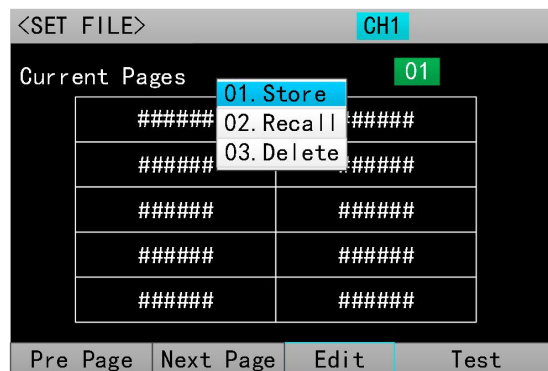 <SET FILE> CH1
Current Pages 01
01.Store
02.Recall
03.Delete
###### #####
###### #####
###### ######
###### ######
###### ######
Pre Page Next Page Edit Test